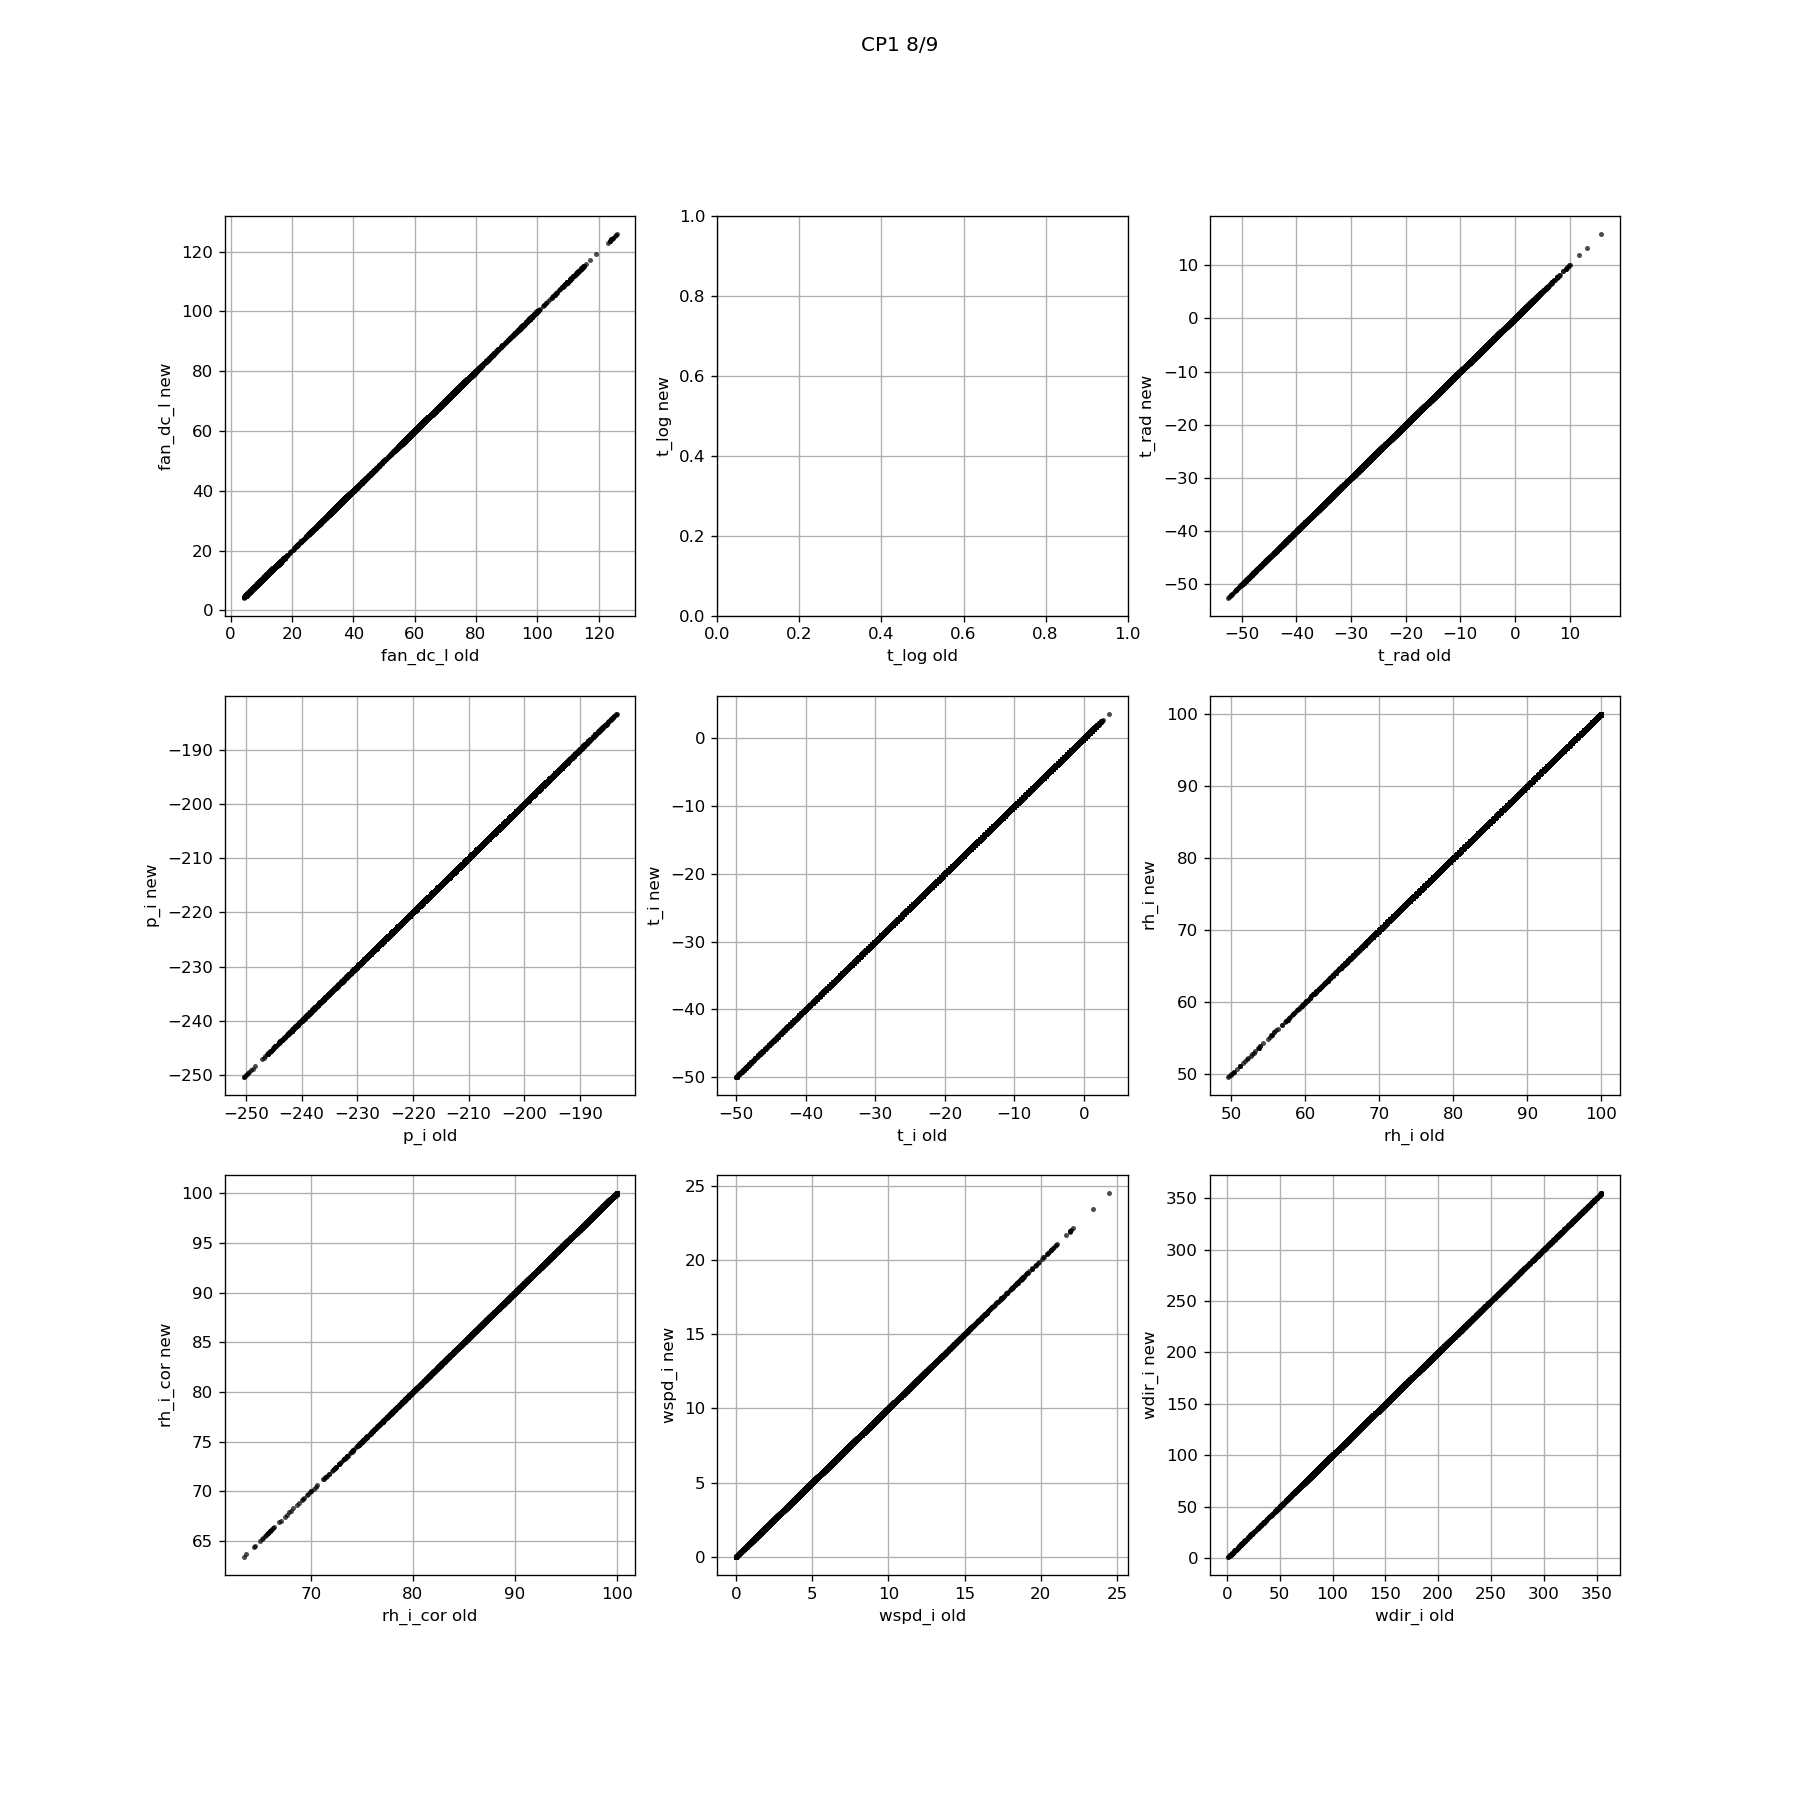 CP1 8/9
fan_dc_l new
120
100
80
60
40
20
0
0 20 40 60 80 100 120
fan_dc_l old
t_log new
1.0
0.8
0.6
0.4
0.2
0.0
0.0 0.2 0.4 0.6 0.8 1.0
t_log old
t_rad new
10
0
−10
−20
−30
−40
−50
−50 −40 −30 −20 −10 0 10
t_rad old
p_i new
−190
−200
−210
−220
−230
−240
−250
−250 −240 −230 −220 −210 −200 −190
p_i old
t_i new
0
−10
−20
−30
−40
−50
−50 −40 −30 −20 −10 0
t_i old
rh_i new
100
90
80
70
60
50
50 60 70 80 90 100
rh_i old
rh_i_cor new
100
95
90
85
80
75
70
65
70 80 90 100
rh_i_cor old
wspd_i new
25
20
15
10
5
0
0 5 10 15 20 25
wspd_i old
wdir_i new
350
300
250
200
150
100
50
0
0 50 100 150 200 250 300 350
wdir_i old